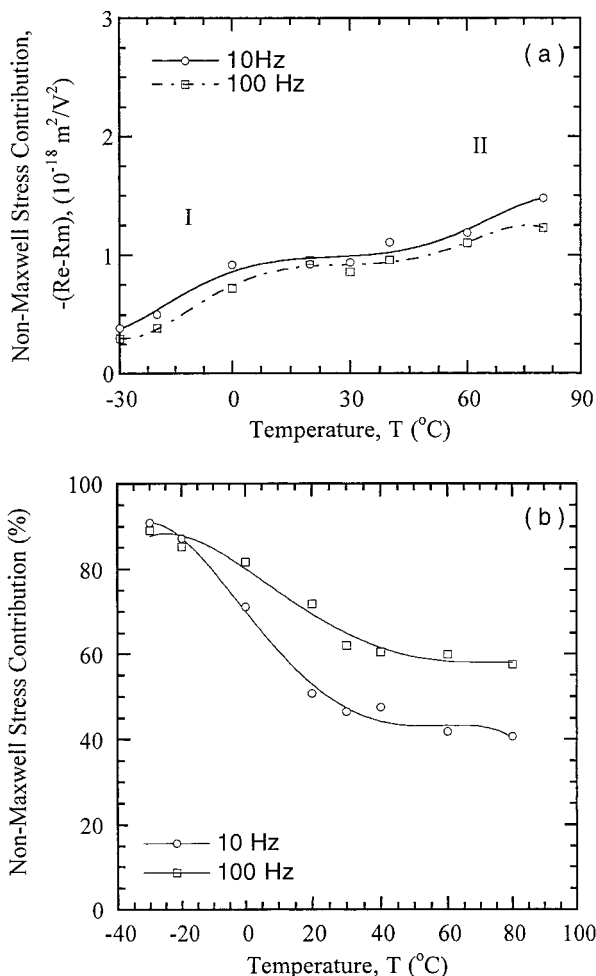 Non-Maxwell Stress Contribution,
-(Re-Rm), (10⁻¹⁸ m²/V²)
3
2
1
0
(a)
10Hz
100 Hz
I
II
-30
0
30
60
90
Temperature, T (°C)
Non-Maxwell Stress Contribution (%)
100
80
60
40
20
0
(b)
10 Hz
100 Hz
-40
-20
0
20
40
60
80
100
Temperature, T (°C)